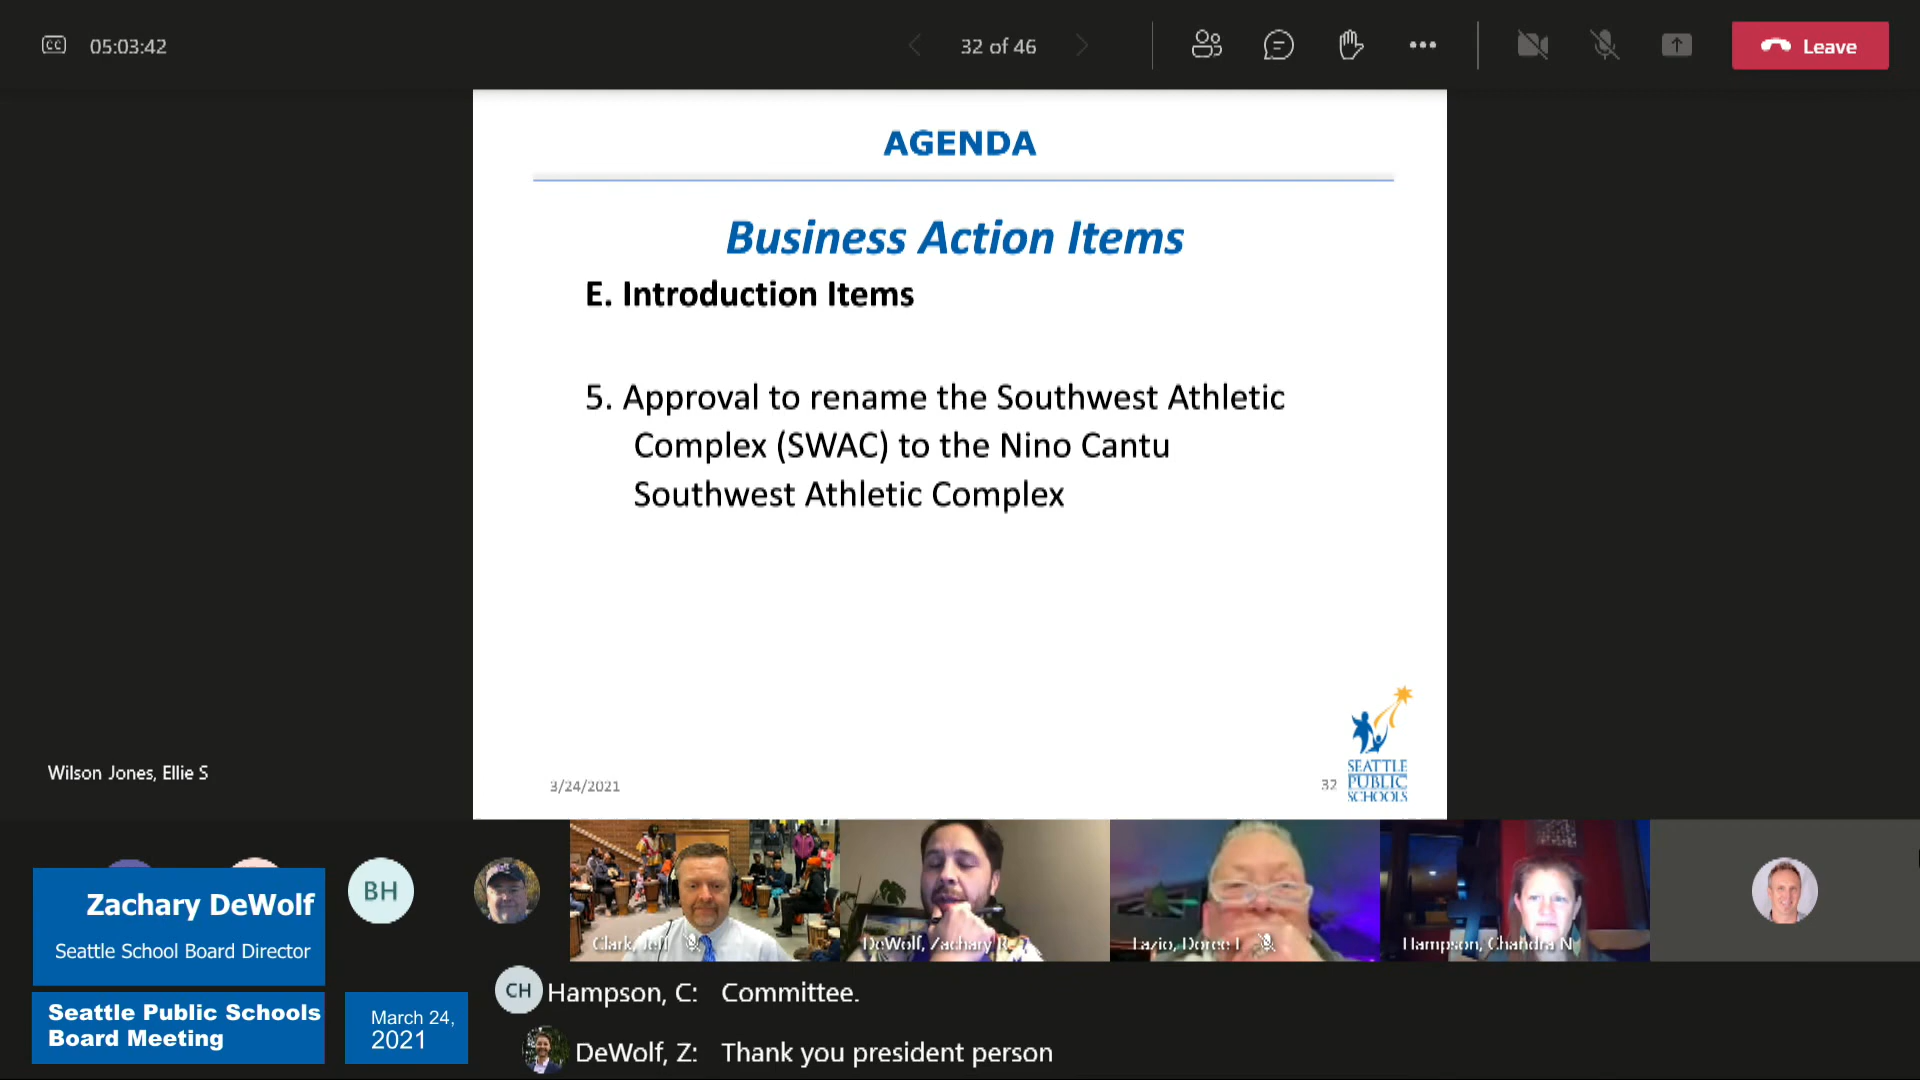 CC 05:03:42
32 of 46
Leave
AGENDA
Business Action Items
E. Introduction Items
5. Approval to rename the Southwest Athletic
Complex (SWAC) to the Nino Cantu
Southwest Athletic Complex
3/24/2021
32
SEATTLE
PUBLIC
SCHOOLS
Wilson Jones, Ellie S
BH
Clark, Jeff
DeWolf, Zachary R
Lazio, Doree L
Hampson, Chandra N
Zachary DeWolf
Seattle School Board Director
Seattle Public Schools
Board Meeting
March 24,
2021
CH Hampson, C: Committee.
DeWolf, Z: Thank you president person